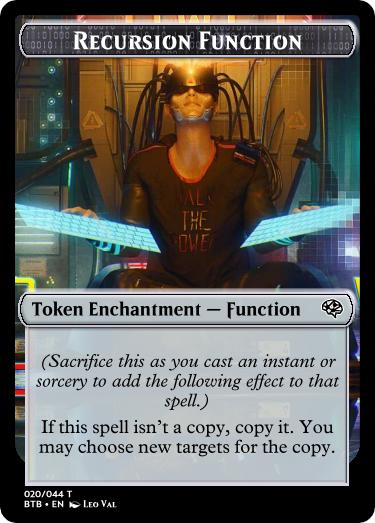 RECURSION FUNCTION
THE
Token Enchantment — Function
(Sacrifice this as you cast an instant or
sorcery to add the following effect to that
spell.)
If this spell isn't a copy, copy it. You
may choose new targets for the copy.
020/044 T
BTB • EN Leo Val